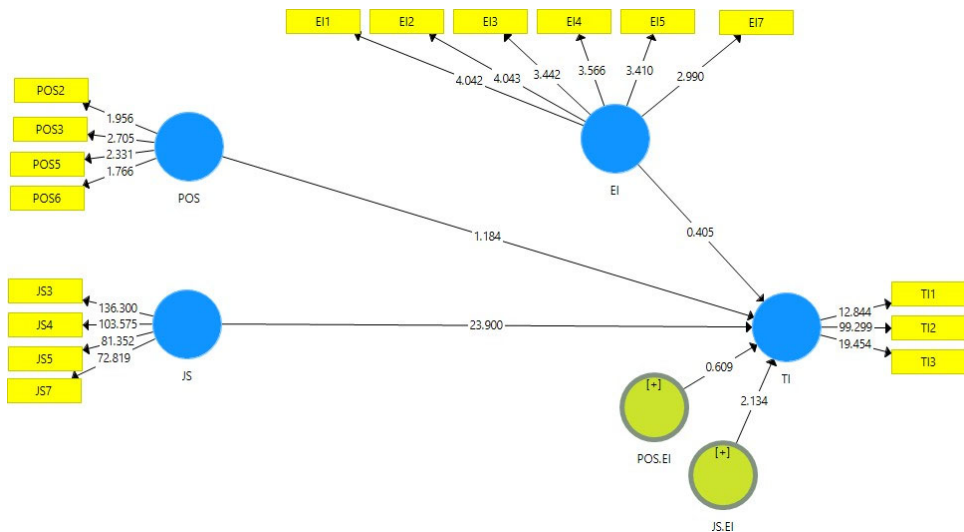 EI1 EI2 EI3 EI4 EI5 EI7
4.042 4.043 3.442 3.566 3.410 2.990
EI
POS2
POS3
POS5
POS6
1.956
2.705
2.331
1.766
POS
1.184
0.405
JS3
JS4
JS5
JS7
136.300
103.575
81.352
72.819
JS
23.900
TI
12.844
99.299
19.454
TI1
TI2
TI3
0.609
2.134
[+]
POS.EI
[+]
JS.EI